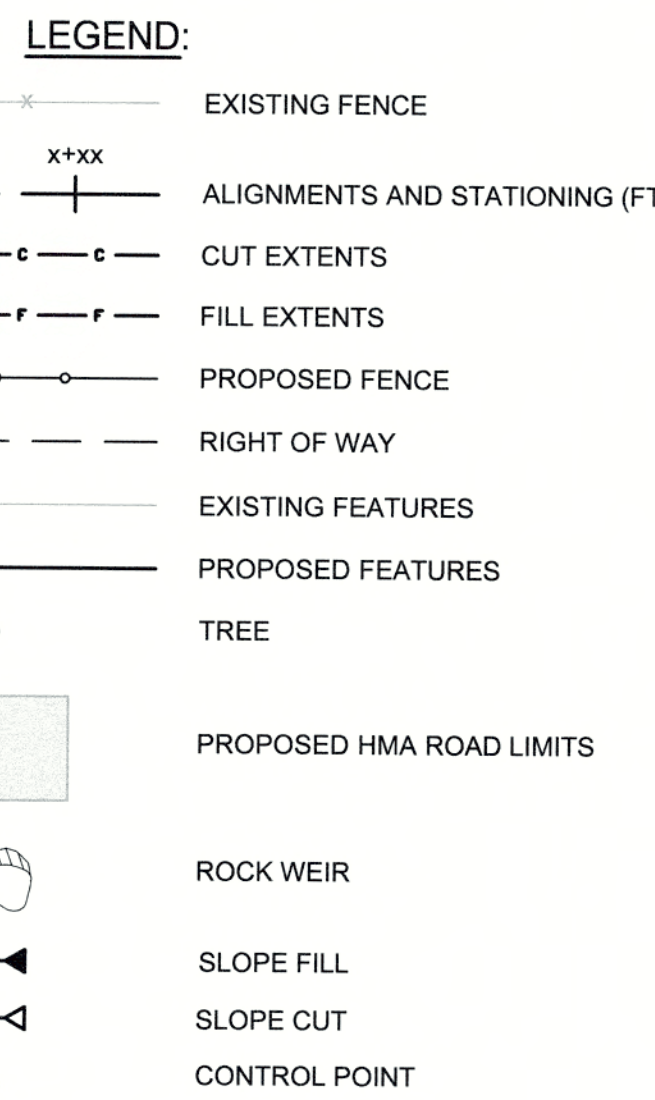 LEGEND:
x EXISTING FENCE
x+xx
ALIGNMENTS AND STATIONING (FT
C C CUT EXTENTS
F F FILL EXTENTS
PROPOSED FENCE
RIGHT OF WAY
EXISTING FEATURES
PROPOSED FEATURES
TREE
PROPOSED HMA ROAD LIMITS
ROCK WEIR
SLOPE FILL
SLOPE CUT
CONTROL POINT